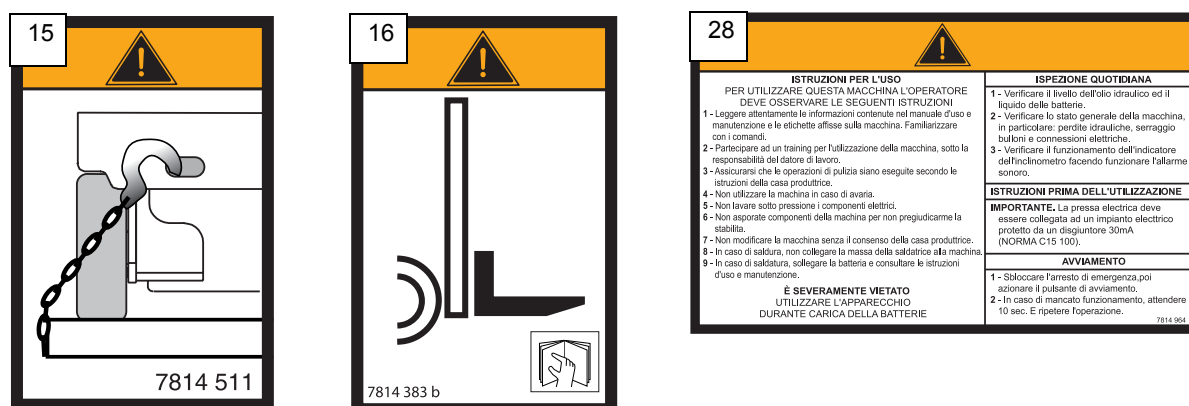 15
7814 511
16
7814 383 b
28
ISTRUZIONI PER L'USO
PER UTILIZZARE QUESTA MACCHINA L'OPERATORE
DEVE OSSERVARE LE SEGUENTI ISTRUZIONI
1 - Leggere attentamente le informazioni contenute nel manuale d'uso e
manutenzione e le etichette affisse sulla macchina. Familiarizzare
con i comandi.
2 - Partecipare ad un training per l'utilizzazione della macchina, sotto la
responsabilità del datore di lavoro.
3 - Assicurarsi che le operazioni di pulizia siano eseguite secondo le
istruzioni della casa produttrice.
4 - Non utilizzare la machina in caso di avaria.
5 - Non lavare sotto pressione i componenti elettrici.
6 - Non asporate componenti della machina per non pregiudicarme la
stabilita.
7 - Non modificare la macchina senza il consenso della casa produttrice.
8 - In caso di saldura, non collegare la massa della saldatrice alla machina.
9 - In caso di saldatura, sollegare la batteria e consultare le istruzioni
d'uso e manutenzione.
È SEVERAMENTE VIETATO
UTILIZZARE L'APPARECCHIO
DURANTE CARICA DELLA BATTERIE
ISPEZIONE QUOTIDIANA
1 - Verificare il livello dell'olio idraulico ed il
liquido delle batterie.
2 - Verificare lo stato generale della macchina,
in particolare: perdite idrauliche, serraggio
bulloni e connessioni elettriche.
3 - Verificare il funzionamento dell'indicatore
dell'inclinometro facendo funzionare l'allarme
sonoro.
ISTRUZIONI PRIMA DELL'UTILIZZAZIONE
IMPORTANTE. La pressa electrica deve
essere collegata ad un impianto electtrico
protetto da un disgiuntore 30mA
(NORMA C15 100).
AVVIAMENTO
1 - Sbloccare l'arresto di emergenza,poi
azionare il pulsante di avviamento.
2 - In caso di mancato funzionamento, attendere
10 sec. E ripetere l'operazione.
7814 964